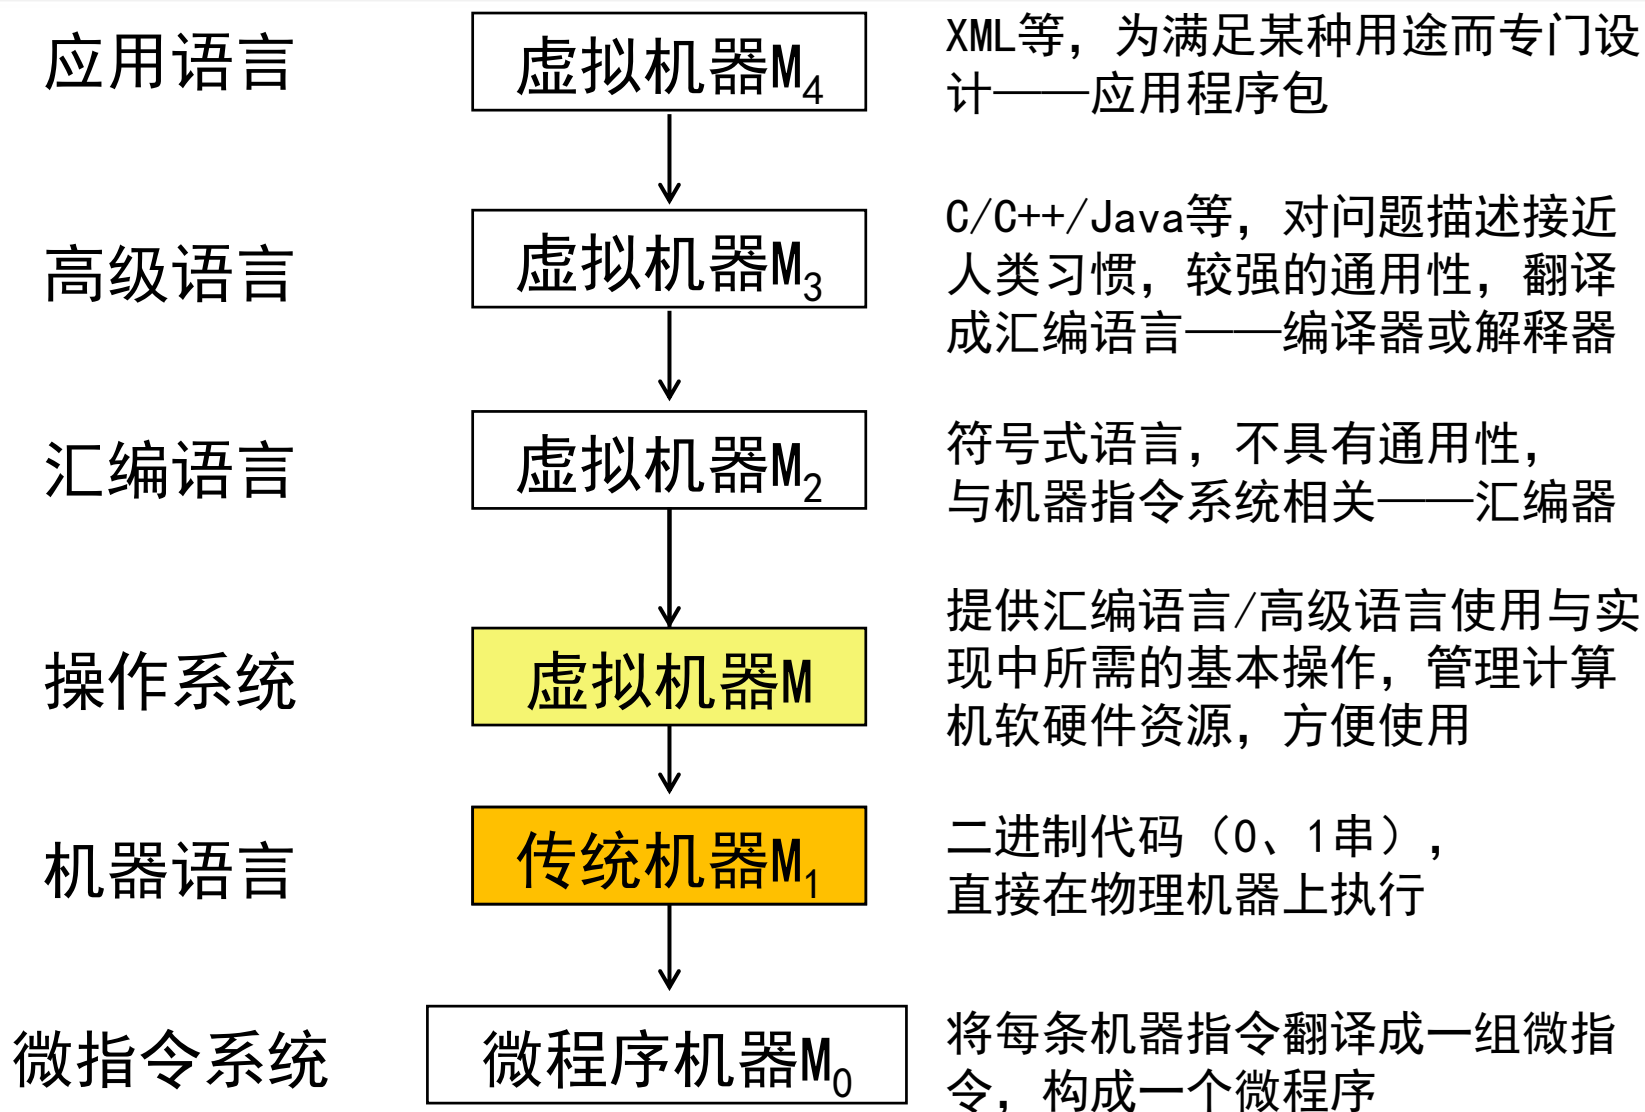 应用语言
虚拟机器M₄
XML等，为满足某种用途而专门设
计——应用程序包
高级语言
虚拟机器M₃
C/C++/Java等，对问题描述接近
人类习惯，较强的通用性，翻译
成汇编语言——编译器或解释器
汇编语言
虚拟机器M₂
符号式语言，不具有通用性，
与机器指令系统相关——汇编器
操作系统
虚拟机器M
提供汇编语言/高级语言使用与实
现中所需的基本操作，管理计算
机软硬件资源，方便使用
机器语言
传统机器M₁
二进制代码（0、1串），
直接在物理机器上执行
微指令系统
微程序机器M₀
将每条机器指令翻译成一组微指
令，构成一个微程序